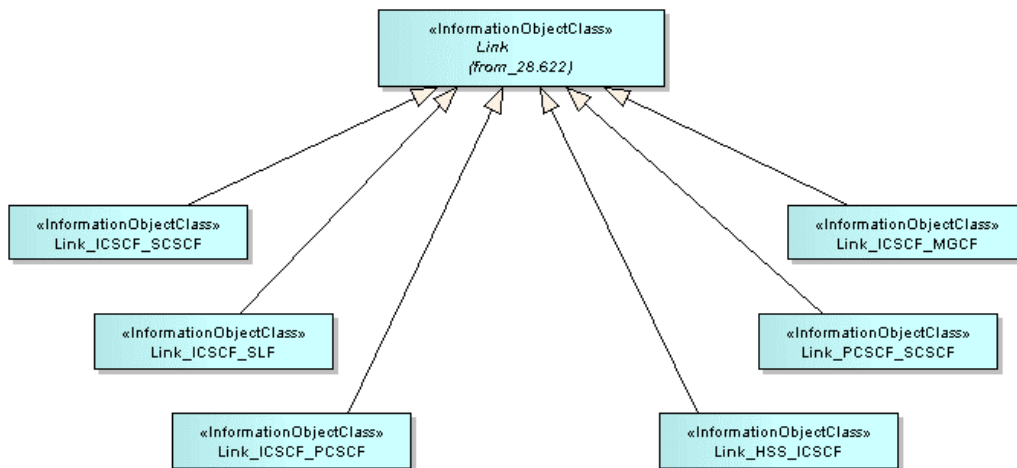 «InformationObjectClass»
Link
(from_28.622)
«InformationObjectClass»
Link_ICSCF_SCSCF
«InformationObjectClass»
Link_ICSCF_MGCF
«InformationObjectClass»
Link_ICSCF_SLF
«InformationObjectClass»
Link_PCSCF_SCSCF
«InformationObjectClass»
Link_ICSCF_PCSCF
«InformationObjectClass»
Link_HSS_ICSCF